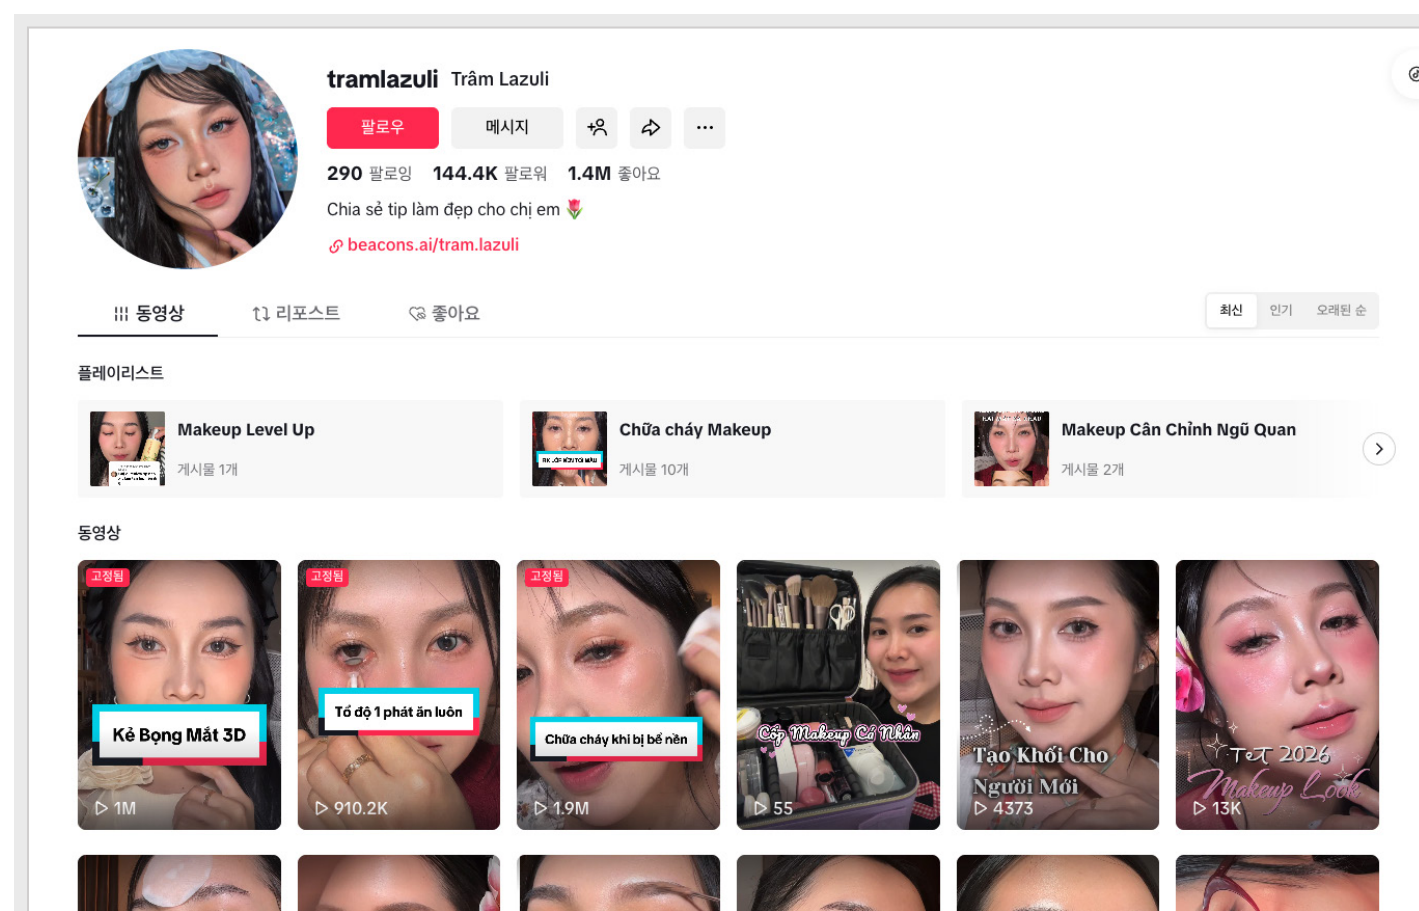 tramlazuli Trâm Lazuli
팔로우 메시지
290 팔로잉 144.4K 팔로워 1.4M 좋아요
Chia sẻ tip làm đẹp cho chị em
beacons.ai/tram.lazuli
동영상 리포스트 좋아요
최신 인기 오래된 순
플레이리스트
Makeup Level Up
게시물 1개
Chữa cháy Makeup
게시물 10개
Makeup Cân Chỉnh Ngũ Quan
게시물 2개
동영상
고정됨
Kẻ Bọng Mắt 3D
1M
고정됨
Tố độ 1 phát ăn luôn
910.2K
고정됨
Chữa cháy khi bị bể nền
1.9M
Cốp Makeup Cá Nhân
55
Tạo Khối Cho
Người Mới
4373
TeT 2026
Makeup Look
13K